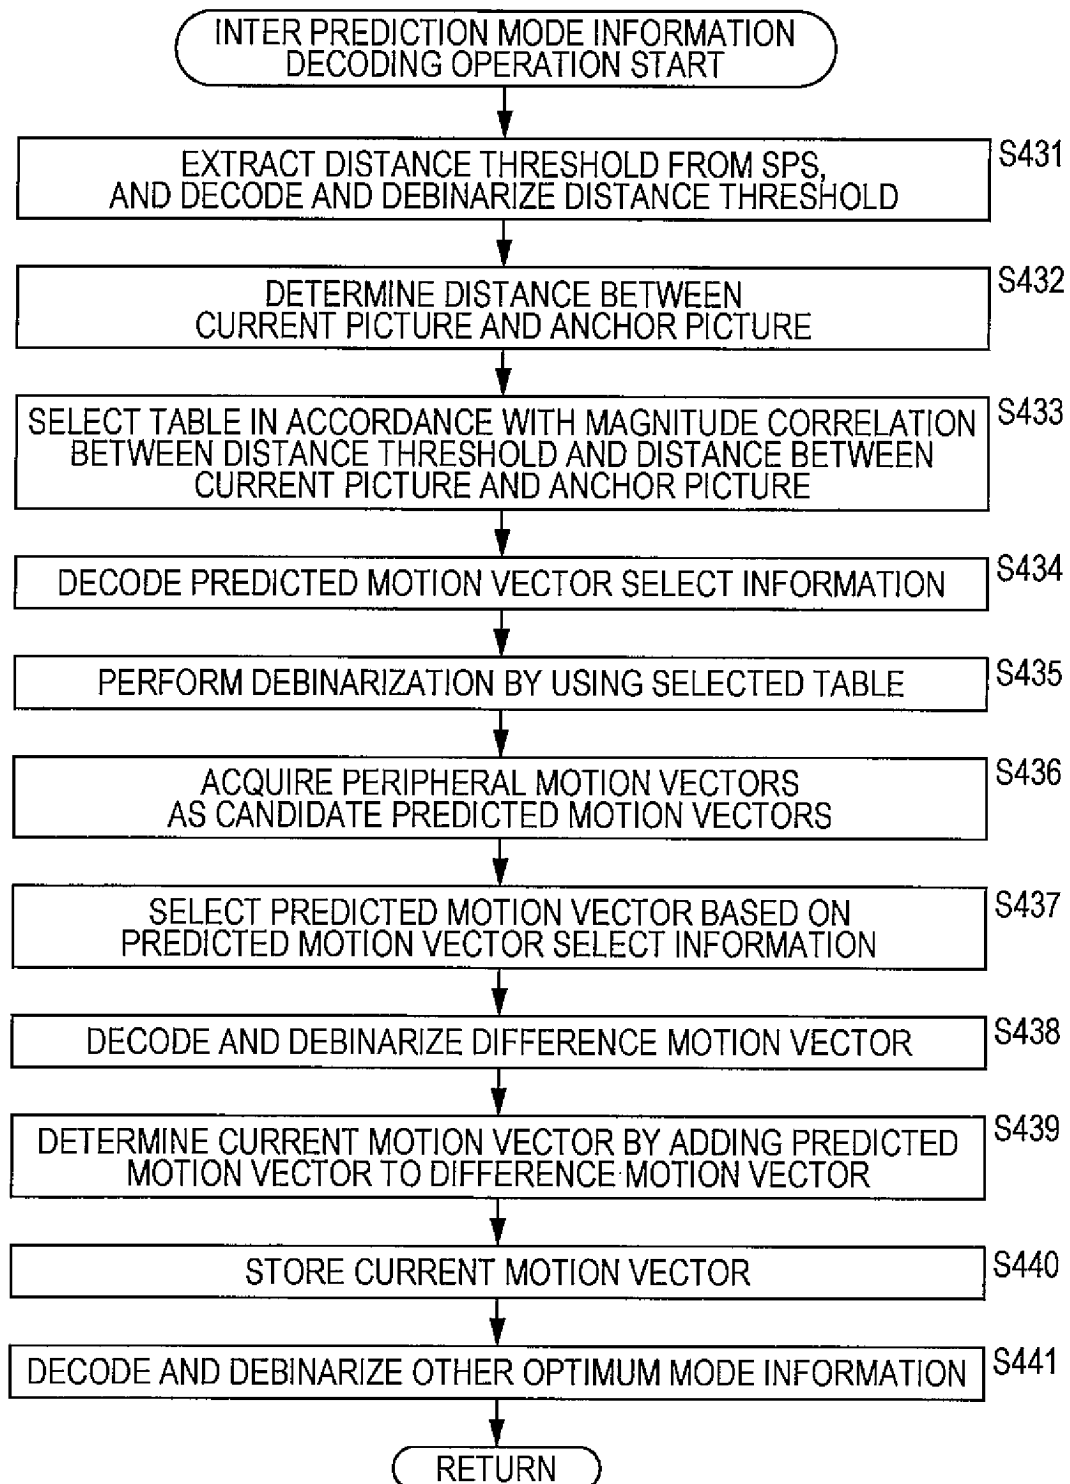 INTER PREDICTION MODE INFORMATION
DECODING OPERATION START
S431
EXTRACT DISTANCE THRESHOLD FROM SPS,
AND DECODE AND DEBINARIZE DISTANCE THRESHOLD
S432
DETERMINE DISTANCE BETWEEN
CURRENT PICTURE AND ANCHOR PICTURE
S433
SELECT TABLE IN ACCORDANCE WITH MAGNITUDE CORRELATION
BETWEEN DISTANCE THRESHOLD AND DISTANCE BETWEEN
CURRENT PICTURE AND ANCHOR PICTURE
S434
DECODE PREDICTED MOTION VECTOR SELECT INFORMATION
S435
PERFORM DEBINARIZATION BY USING SELECTED TABLE
S436
ACQUIRE PERIPHERAL MOTION VECTORS
AS CANDIDATE PREDICTED MOTION VECTORS
S437
SELECT PREDICTED MOTION VECTOR BASED ON
PREDICTED MOTION VECTOR SELECT INFORMATION
S438
DECODE AND DEBINARIZE DIFFERENCE MOTION VECTOR
S439
DETERMINE CURRENT MOTION VECTOR BY ADDING PREDICTED
MOTION VECTOR TO DIFFERENCE MOTION VECTOR
S440
STORE CURRENT MOTION VECTOR
S441
DECODE AND DEBINARIZE OTHER OPTIMUM MODE INFORMATION
RETURN